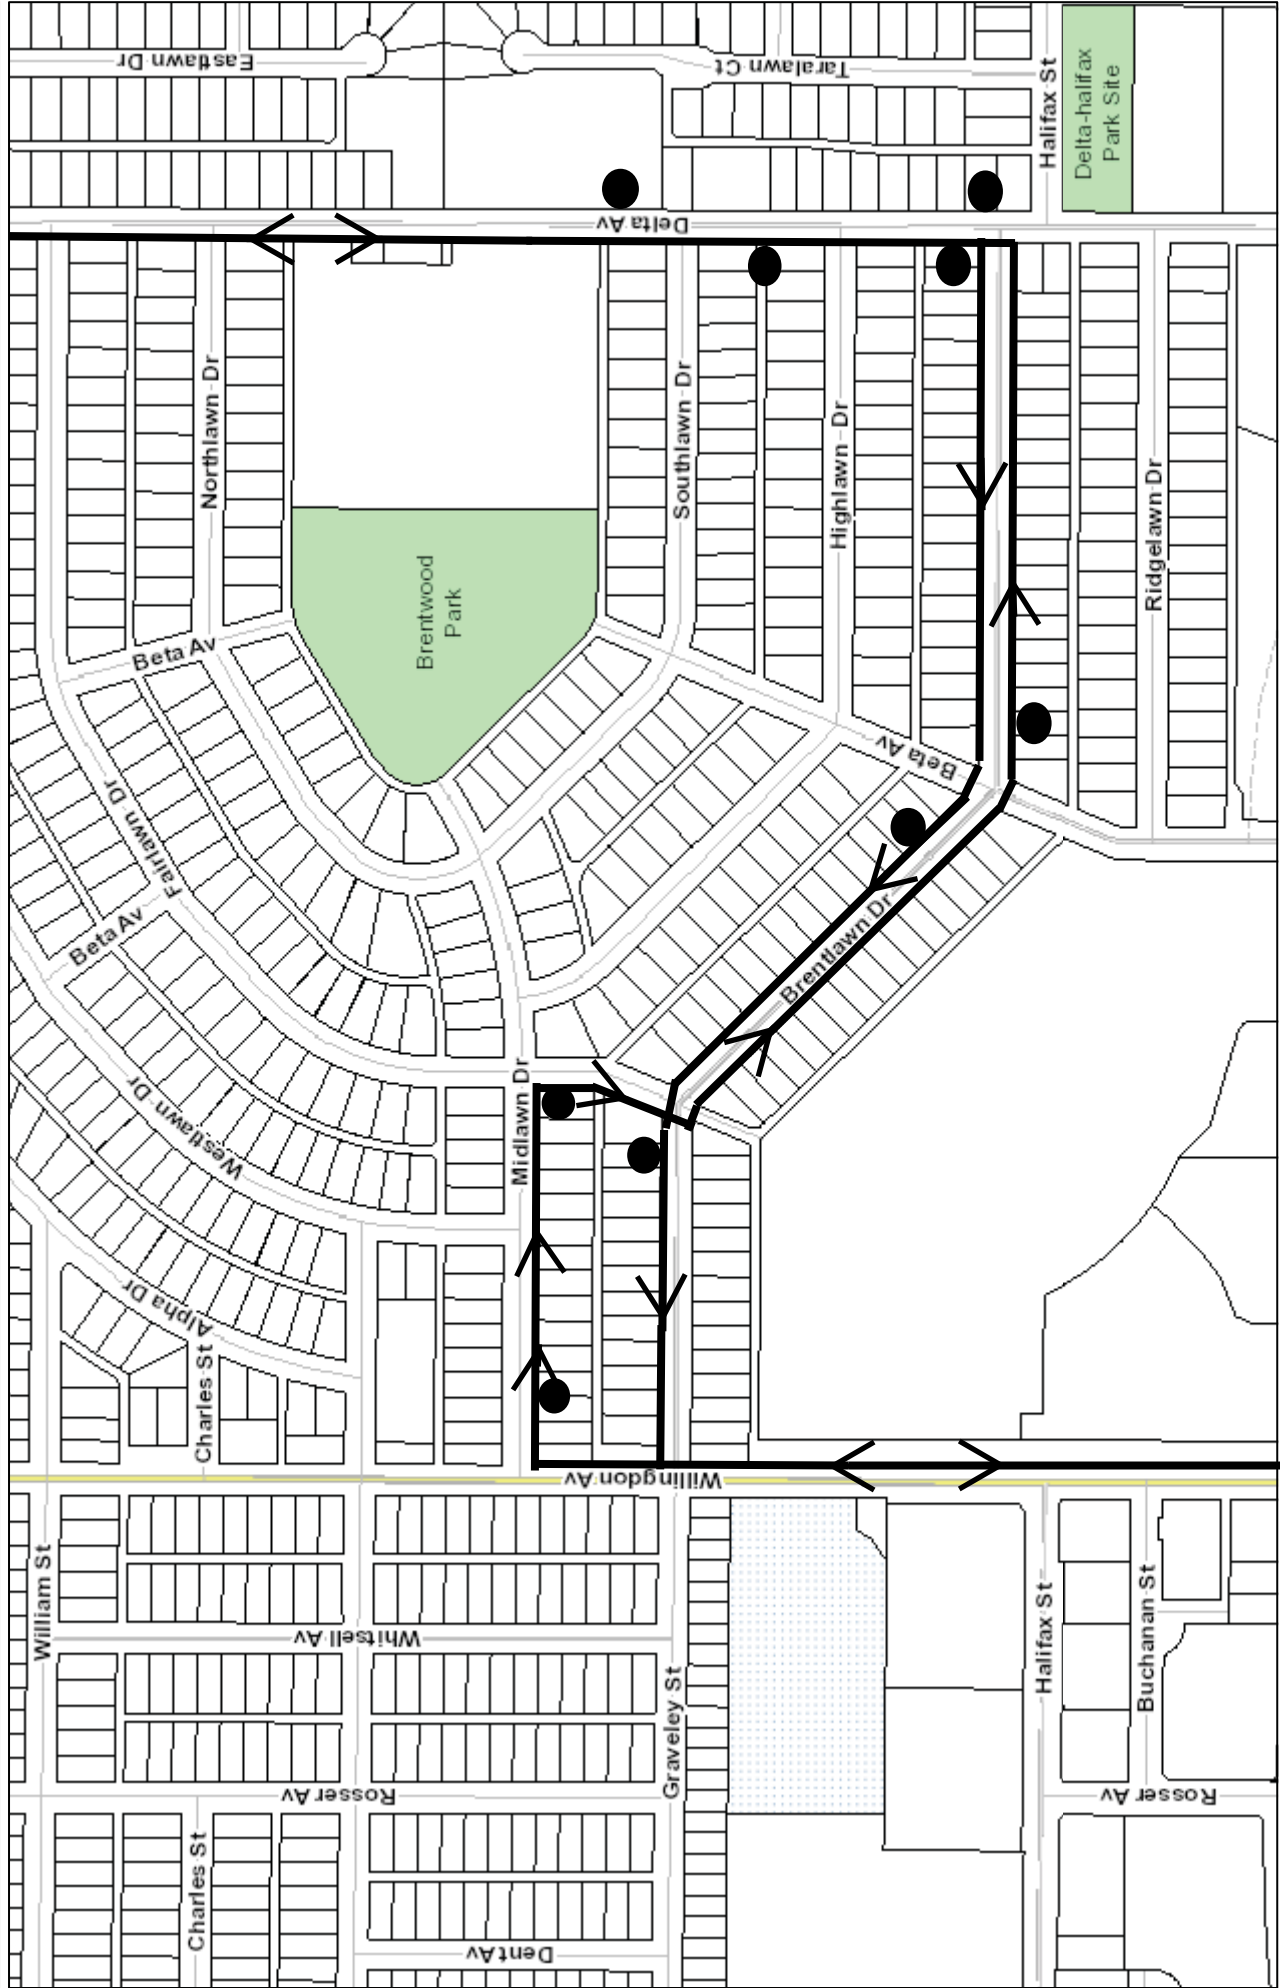 Eastlawn Dr
Taralawn Ct
Halifax St
Delta-halifax
Park Site
Delta Av
Northlawn Dr
Southlawn Dr
Highlawn Dr
Ridgelawn Dr
Brentwood
Park
Beta Av
Beta Av
Fairlawn Dr
Beta Av
Brentlawn Dr
Midlawn Dr
Westlawn Dr
Alpha Dr
Charles St
Willingdon Av
William St
Whitsell Av
Graveley St
Halifax St
Buchanan St
Rosser Av
Rosser Av
Charles St
Dent Av